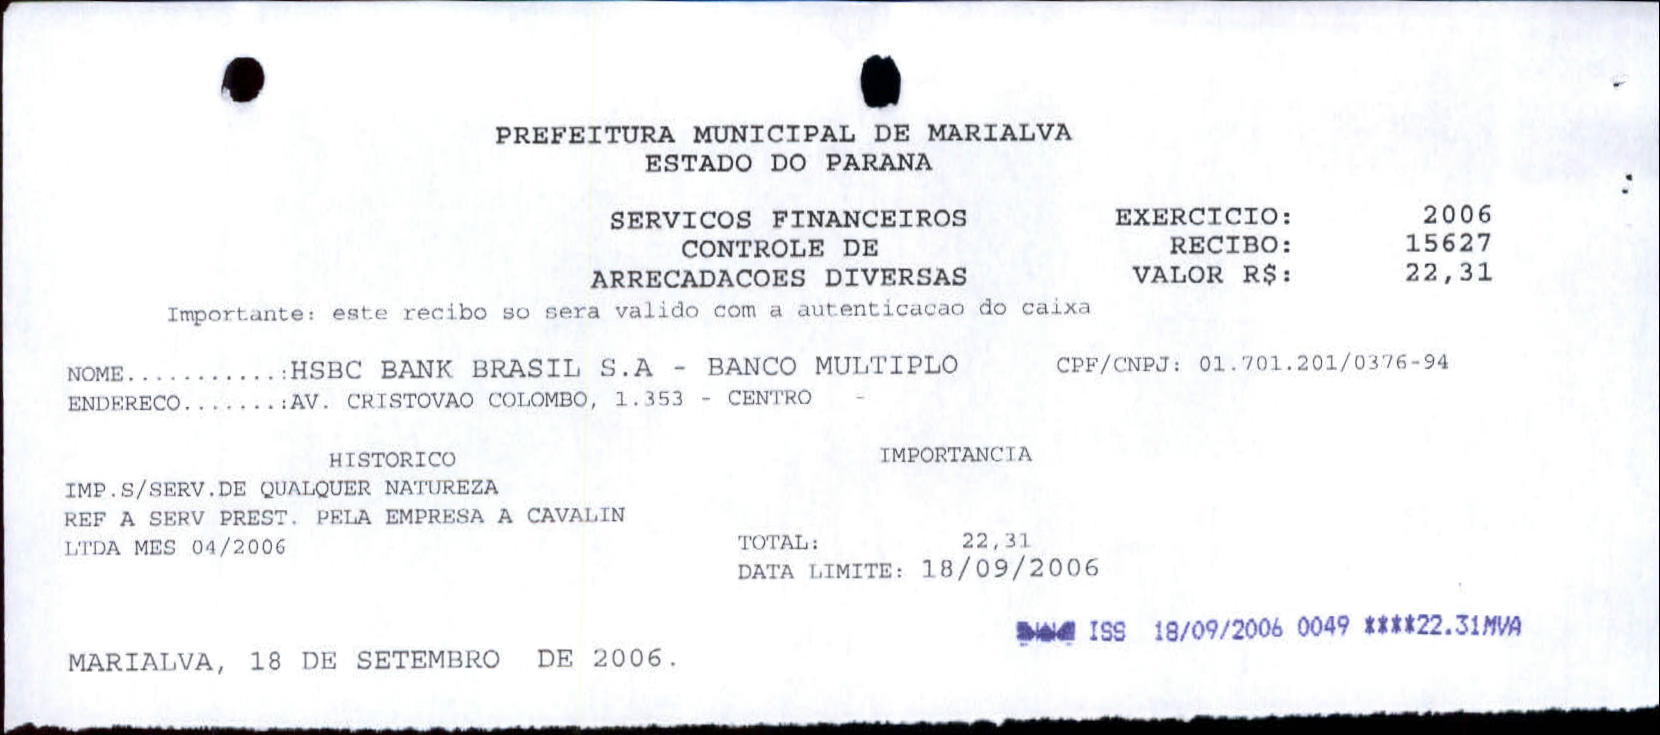 PREFEITURA MUNICIPAL DE MARIALVA
ESTADO DO PARANA
SERVICOS FINANCEIROS EXERCICIO: 2006
CONTROLE DE RECIBO: 15627
ARRECADACOES DIVERSAS VALOR R$: 22,31
Importante: este recibo so sera valido com a autenticacao do caixa
NOME...........:HSBC BANK BRASIL S.A - BANCO MULTIPLO CPF/CNPJ: 01.701.201/0376-94
ENDERECO.......:AV. CRISTOVAO COLOMBO, 1.353 - CENTRO -
HISTORICO IMPORTANCIA
IMP.S/SERV.DE QUALQUER NATUREZA
REF A SERV PREST. PELA EMPRESA A CAVALIN
LTDA MES 04/2006 TOTAL: 22,31
DATA LIMITE: 18/09/2006
ISS 18/09/2006 0049 ****22.31MVA
MARIALVA, 18 DE SETEMBRO DE 2006.